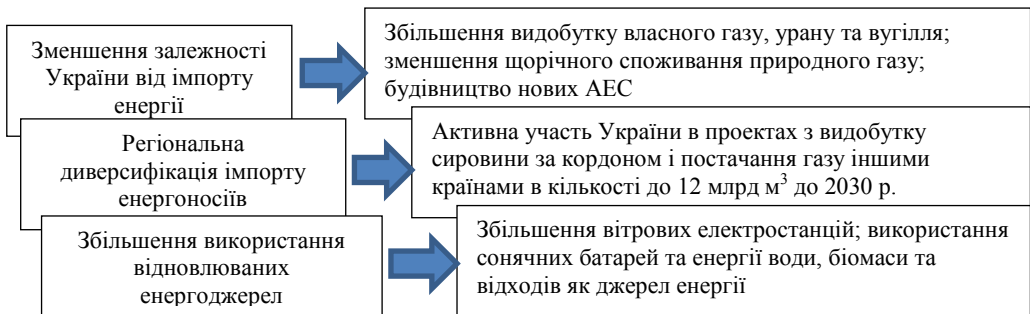 Зменшення залежності
України від імпорту
енергії
Збільшення видобутку власного газу, урану та вугілля;
зменшення щорічного споживання природного газу;
будівництво нових АЕС
Регіональна
диверсифікація імпорту
енергоносіїв
Активна участь України в проектах з видобутку
сировини за кордоном і постачання газу іншими
країнами в кількості до 12 млрд м³ до 2030 р.
Збільшення використання
відновлюваних
енергоджерел
Збільшення вітрових електростанцій; використання
сонячних батарей та енергії води, біомаси та
відходів як джерел енергії